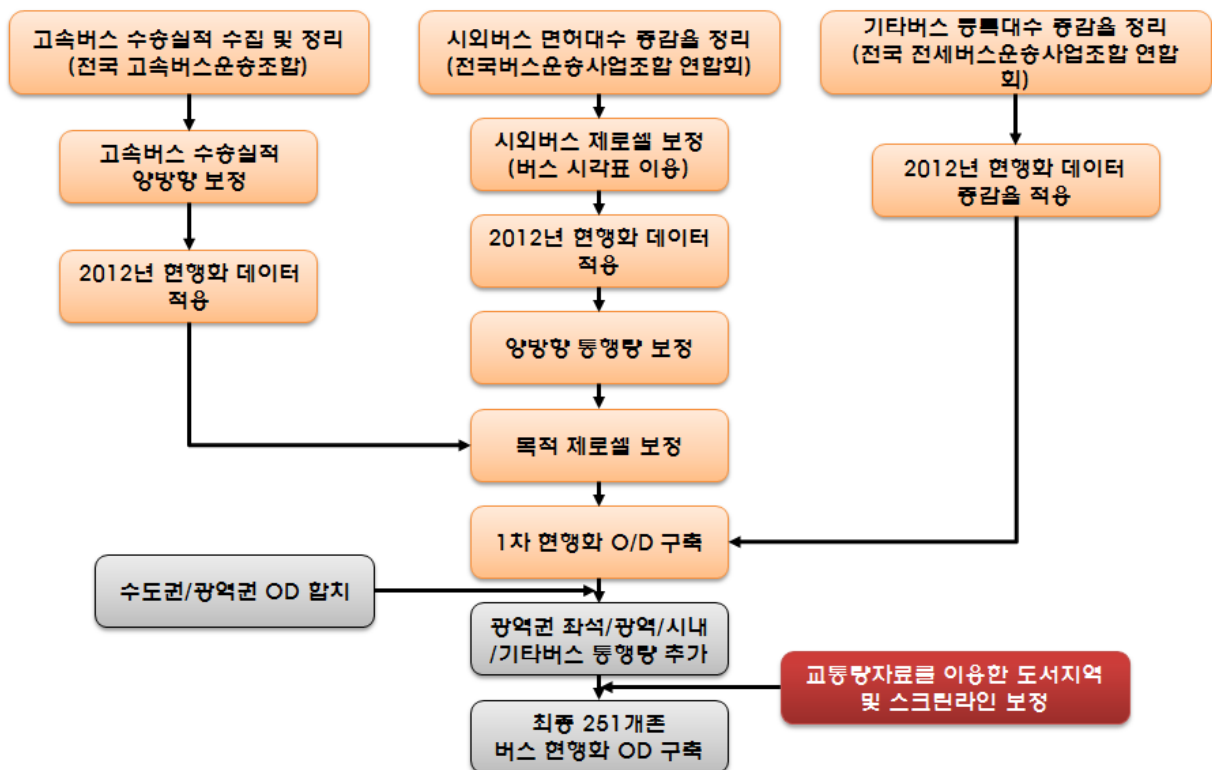 고속버스 수송실적 수집 및 정리
(전국 고속버스운송조합)
시외버스 면허대수 증감율 정리
(전국버스운송사업조합 연합회)
기타버스 등록대수 증감율 정리
(전국 전세버스운송사업조합 연합
회)
고속버스 수송실적
양방향 보정
시외버스 제로셀 보정
(버스 시각표 이용)
2012년 현행화 데이터
증감율 적용
2012년 현행화 데이터
적용
2012년 현행화 데이터
적용
양방향 통행량 보정
목적 제로셀 보정
1차 현행화 O/D 구축
수도권/광역권 OD 합치
광역권 좌석/광역/시내
/기타버스 통행량 추가
교통량자료를 이용한 도서지역
및 스크린라인 보정
최종 251개존
버스 현행화 OD 구축